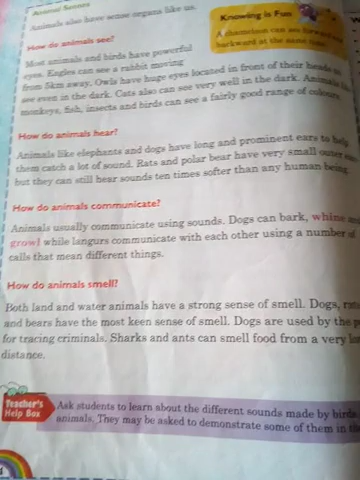 Animal Senses
Animals also have sense organs like us.
Knowing is Fun
A chameleon can see forward and
backward at the same time.
How do animals see?
Most animals and birds have powerful
eyes. Eagles can see a rabbit moving
from 5km away. Owls have huge eyes located in front of their heads to
see even in the dark. Cats also can see very well in the dark. Animals like
monkeys, fish, insects and birds can see a fairly good range of colours.
How do animals hear?
Animals like elephants and dogs have long and prominent ears to help
them catch a lot of sound. Rats and polar bear have very small outer
but they can still hear sounds ten times softer than any human being.
How do animals communicate?
Animals usually communicate using sounds. Dogs can bark, whine
growl while langurs communicate with each other using a number of
calls that mean different things.
How do animals smell?
Both land and water animals have a strong sense of smell. Dogs,
and bears have the most keen sense of smell. Dogs are used by the
for tracing criminals. Sharks and ants can smell food from a very
distance.
Teacher's
Help Box
Ask students to learn about the different sounds made by birds
animals. They may be asked to demonstrate some of them in